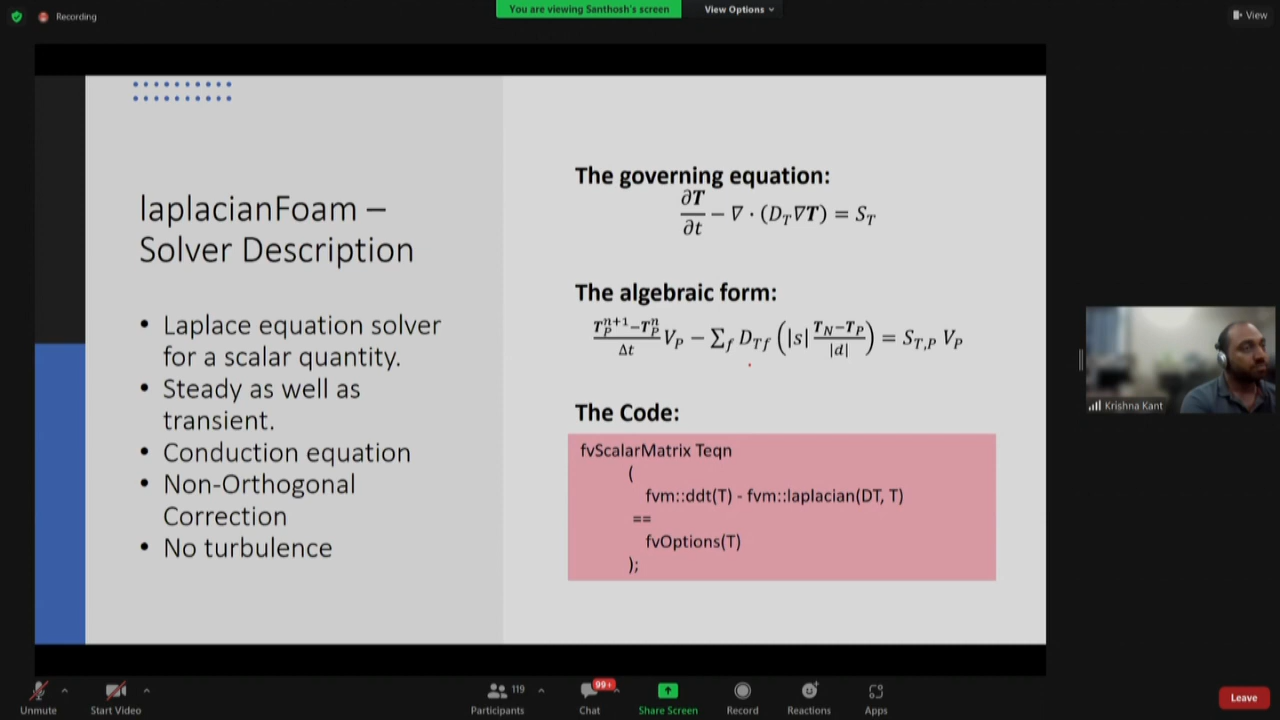 Recording
You are viewing Santhosh's screen
View Options
View
laplacianFoam –
Solver Description
• Laplace equation solver
for a scalar quantity.
• Steady as well as
transient.
• Conduction equation
• Non-Orthogonal
Correction
• No turbulence
The governing equation:
∂T/∂t − ∇ · (D_T ∇T) = S_T
The algebraic form:
(T_P^{n+1} − T_P^n)/Δt V_P − Σ_f D_{Tf} (|s| (T_N − T_P)/|d|) = S_{T,P} V_P
The Code:
fvScalarMatrix Teqn
(
fvm::ddt(T) - fvm::laplacian(DT, T)
==
fvOptions(T)
);
Krishna Kant
Unmute
Start Video
119
Participants
99+
Chat
Share Screen
Record
Reactions
Apps
Leave